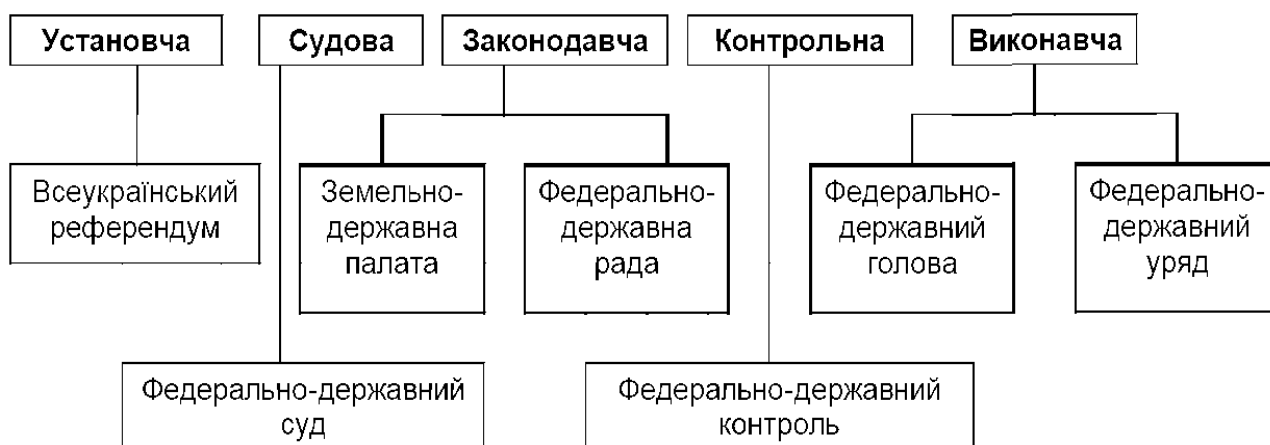 Установча
Судова
Законодавча
Контрольна
Виконавча
Всеукраїнський
референдум
Земельно-
державна
палата
Федерально-
державна
рада
Федерально-
державний
голова
Федерально-
державний
уряд
Федерально-державний
суд
Федерально-державний
контроль